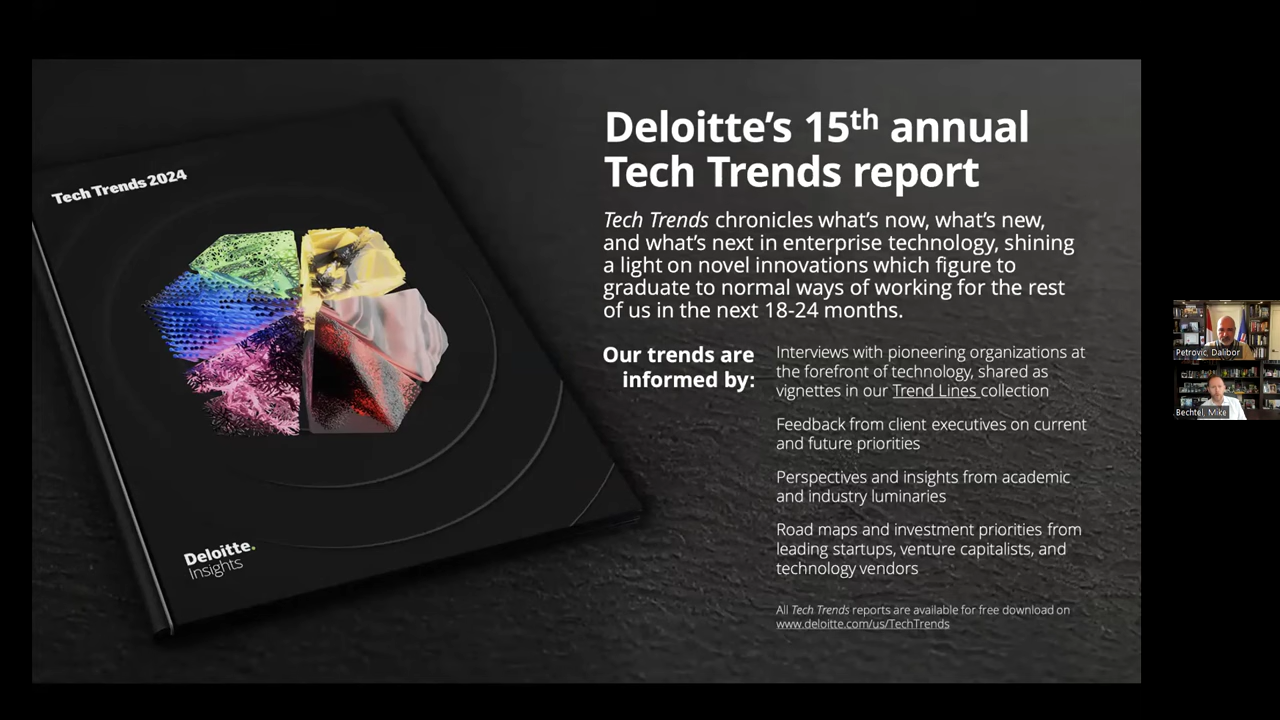 Tech Trends 2024
Deloitte.
Insights
Deloitte's 15th annual
Tech Trends report
Tech Trends chronicles what's now, what's new,
and what's next in enterprise technology, shining
a light on novel innovations which figure to
graduate to normal ways of working for the rest
of us in the next 18-24 months.
Our trends are
informed by:
Interviews with pioneering organizations at
the forefront of technology, shared as
vignettes in our Trend Lines collection
Feedback from client executives on current
and future priorities
Perspectives and insights from academic
and industry luminaries
Road maps and investment priorities from
leading startups, venture capitalists, and
technology vendors
All Tech Trends reports are available for free download on
www.deloitte.com/us/TechTrends
Petrovic, Dalibor
Bechtel, Mike